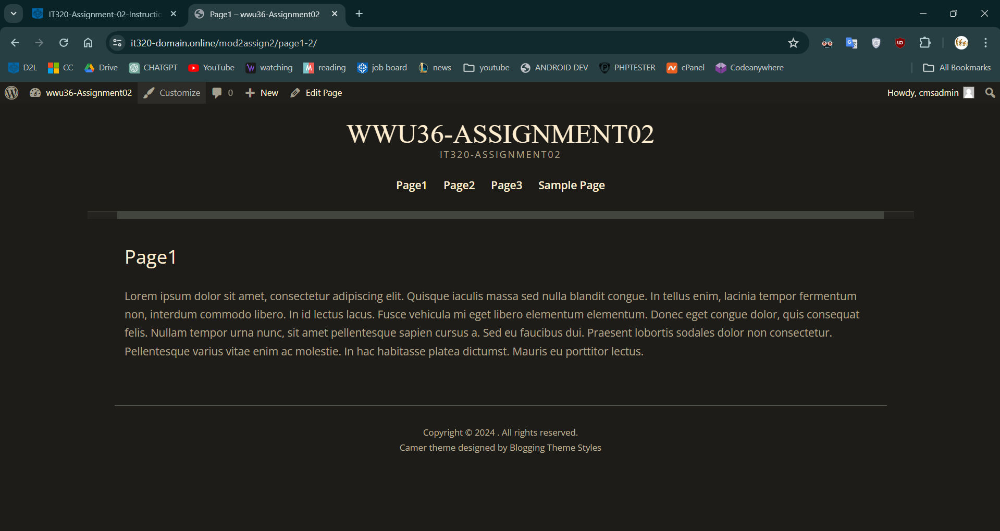 IT320-Assignment-02-Instructio
Page1 – wwu36-Assignment02
it320-domain.online/mod2assign2/page1-2/
D2L
CC
Drive
CHATGPT
YouTube
watching
reading
job board
news
youtube
ANDROID DEV
PHPTESTER
cPanel
Codeanywhere
All Bookmarks
wwu36-Assignment02
Customize
0
New
Edit Page
Howdy, cmsadmin
WWU36-ASSIGNMENT02
IT320-ASSIGNMENT02
Page1
Page2
Page3
Sample Page
Page1
Lorem ipsum dolor sit amet, consectetur adipiscing elit. Quisque iaculis massa sed nulla blandit congue. In tellus enim, lacinia tempor fermentum
non, interdum commodo libero. In id lectus lacus. Fusce vehicula mi eget libero elementum elementum. Donec eget congue dolor, quis consequat
felis. Nullam tempor urna nunc, sit amet pellentesque sapien cursus a. Sed eu faucibus dui. Praesent lobortis sodales dolor non consectetur.
Pellentesque varius vitae enim ac molestie. In hac habitasse platea dictumst. Mauris eu porttitor lectus.
Copyright © 2024 . All rights reserved.
Camer theme designed by Blogging Theme Styles